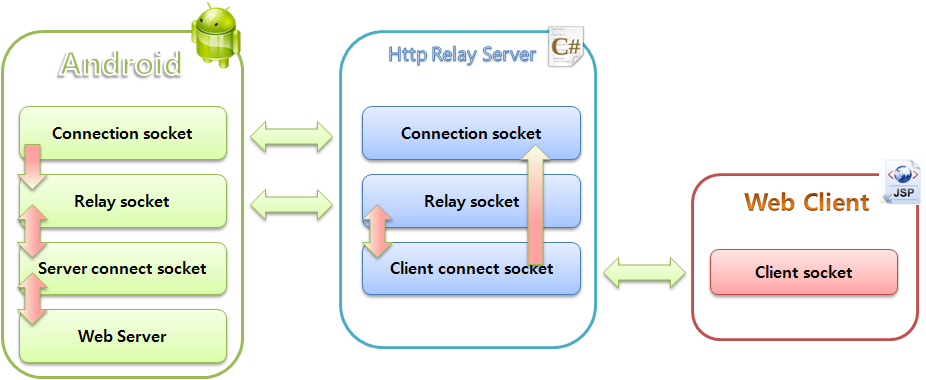 Android
Connection socket
Relay socket
Server connect socket
Web Server
Http Relay Server
C#
Connection socket
Relay socket
Client connect socket
Web Client
JSP
Client socket